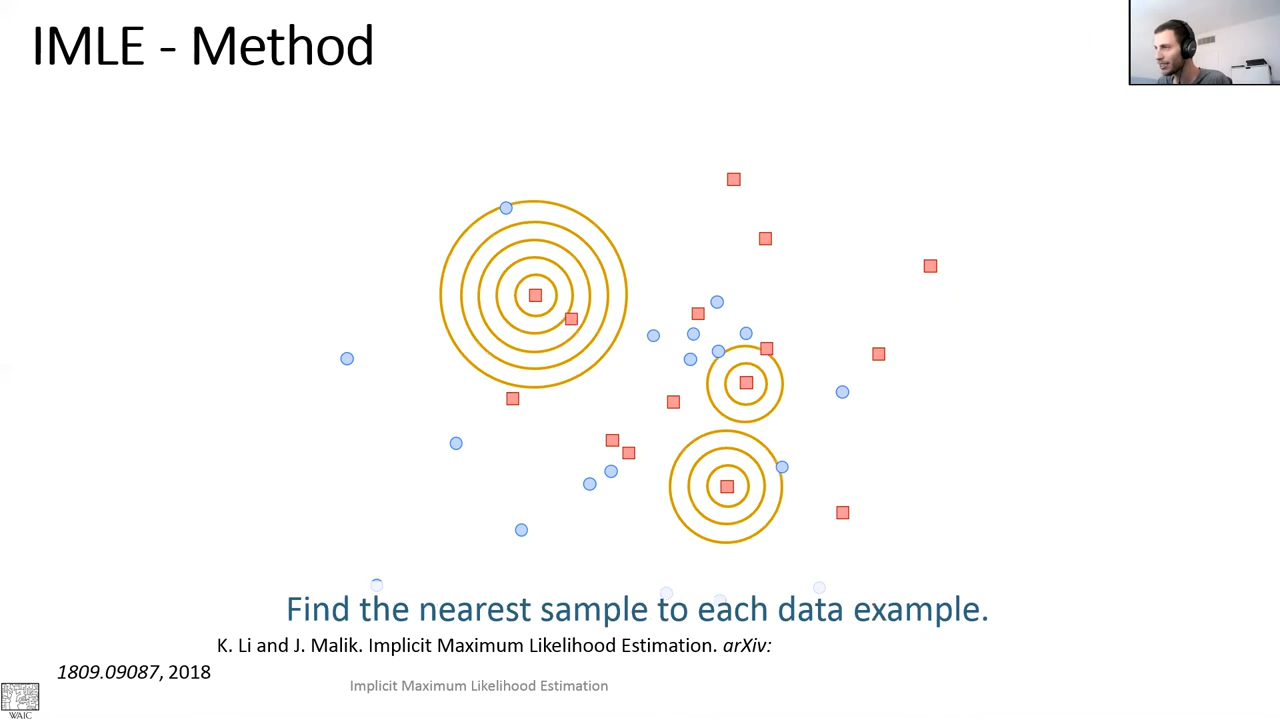 IMLE - Method
Find the nearest sample to each data example.
K. Li and J. Malik. Implicit Maximum Likelihood Estimation. arXiv:
1809.09087, 2018
Implicit Maximum Likelihood Estimation
WAIC